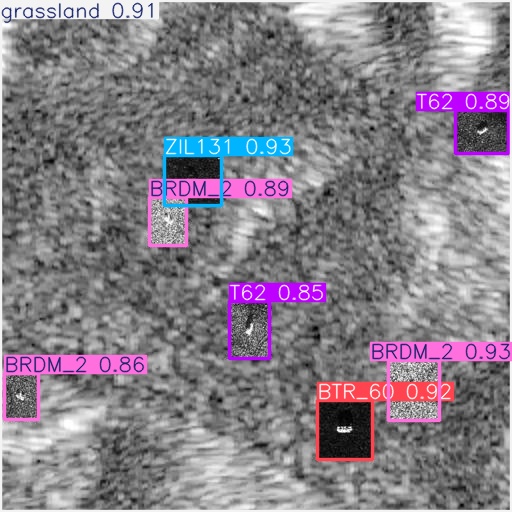 grassland 0.91
T62 0.89
ZIL131 0.93
BRDM_2 0.89
T62 0.85
BRDM_2 0.93
BRDM_2 0.86
BTR_60 0.92